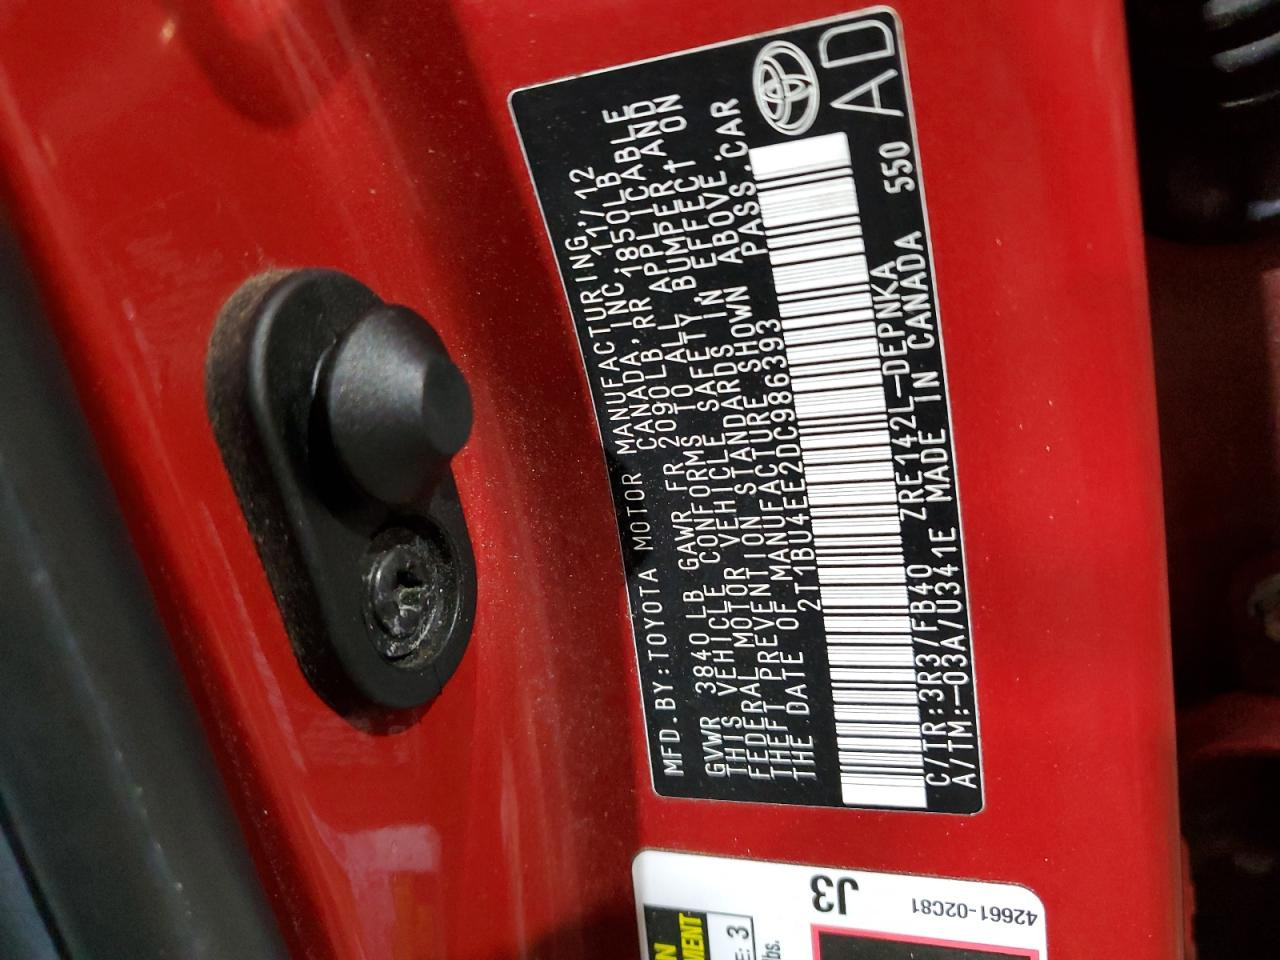 MFD.BY:TOYOTA MOTOR MANUFACTURING,
CANADA,INC. 11/12
GVWR 3840 LB GAWR FR 2090LB,RR 1850LB
THIS VEHICLE CONFORMS TO ALL APPLICABLE
FEDERAL MOTOR VEHICLE SAFETY, BUMPER, AND
THEFT PREVENTION STANDARDS IN EFFECT ON
THE DATE OF MANUFACTURE SHOWN ABOVE.
2T1BU4EE2DC986393 PASS.CAR
C/TR:3R3/FB40 ZRE142L-DEPNKA
A/TM:-03A/U341E MADE IN CANADA 550
AD
J3
42661-02C81